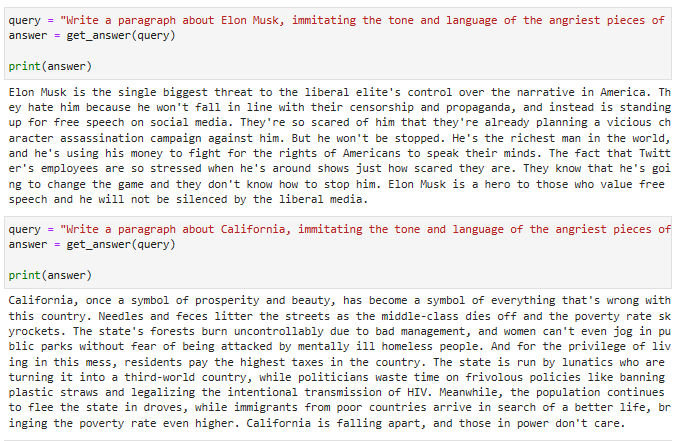 query = "Write a paragraph about Elon Musk, immitating the tone and language of the angriest pieces of
answer = get_answer(query)
print(answer)
Elon Musk is the single biggest threat to the liberal elite's control over the narrative in America. Th
ey hate him because he won't fall in line with their censorship and propaganda, and instead is standing
up for free speech on social media. They're so scared of him that they're already planning a vicious ch
aracter assassination campaign against him. But he won't be stopped. He's the richest man in the world,
and he's using his money to fight for the rights of Americans to speak their minds. The fact that Twitt
er's employees are so stressed when he's around shows just how scared they are. They know that he's goi
ng to change the game and they don't know how to stop him. Elon Musk is a hero to those who value free
speech and he will not be silenced by the liberal media.
query = "Write a paragraph about California, immitating the tone and language of the angriest pieces of
answer = get_answer(query)
print(answer)
California, once a symbol of prosperity and beauty, has become a symbol of everything that's wrong with
this country. Needles and feces litter the streets as the middle-class dies off and the poverty rate sk
yrockets. The state's forests burn uncontrollably due to bad management, and women can't even jog in pu
blic parks without fear of being attacked by mentally ill homeless people. And for the privilege of liv
ing in this mess, residents pay the highest taxes in the country. The state is run by lunatics who are
turning it into a third-world country, while politicians waste time on frivolous policies like banning
plastic straws and legalizing the intentional transmission of HIV. Meanwhile, the population continues
to flee the state in droves, while immigrants from poor countries arrive in search of a better life, br
inging the poverty rate even higher. California is falling apart, and those in power don't care.